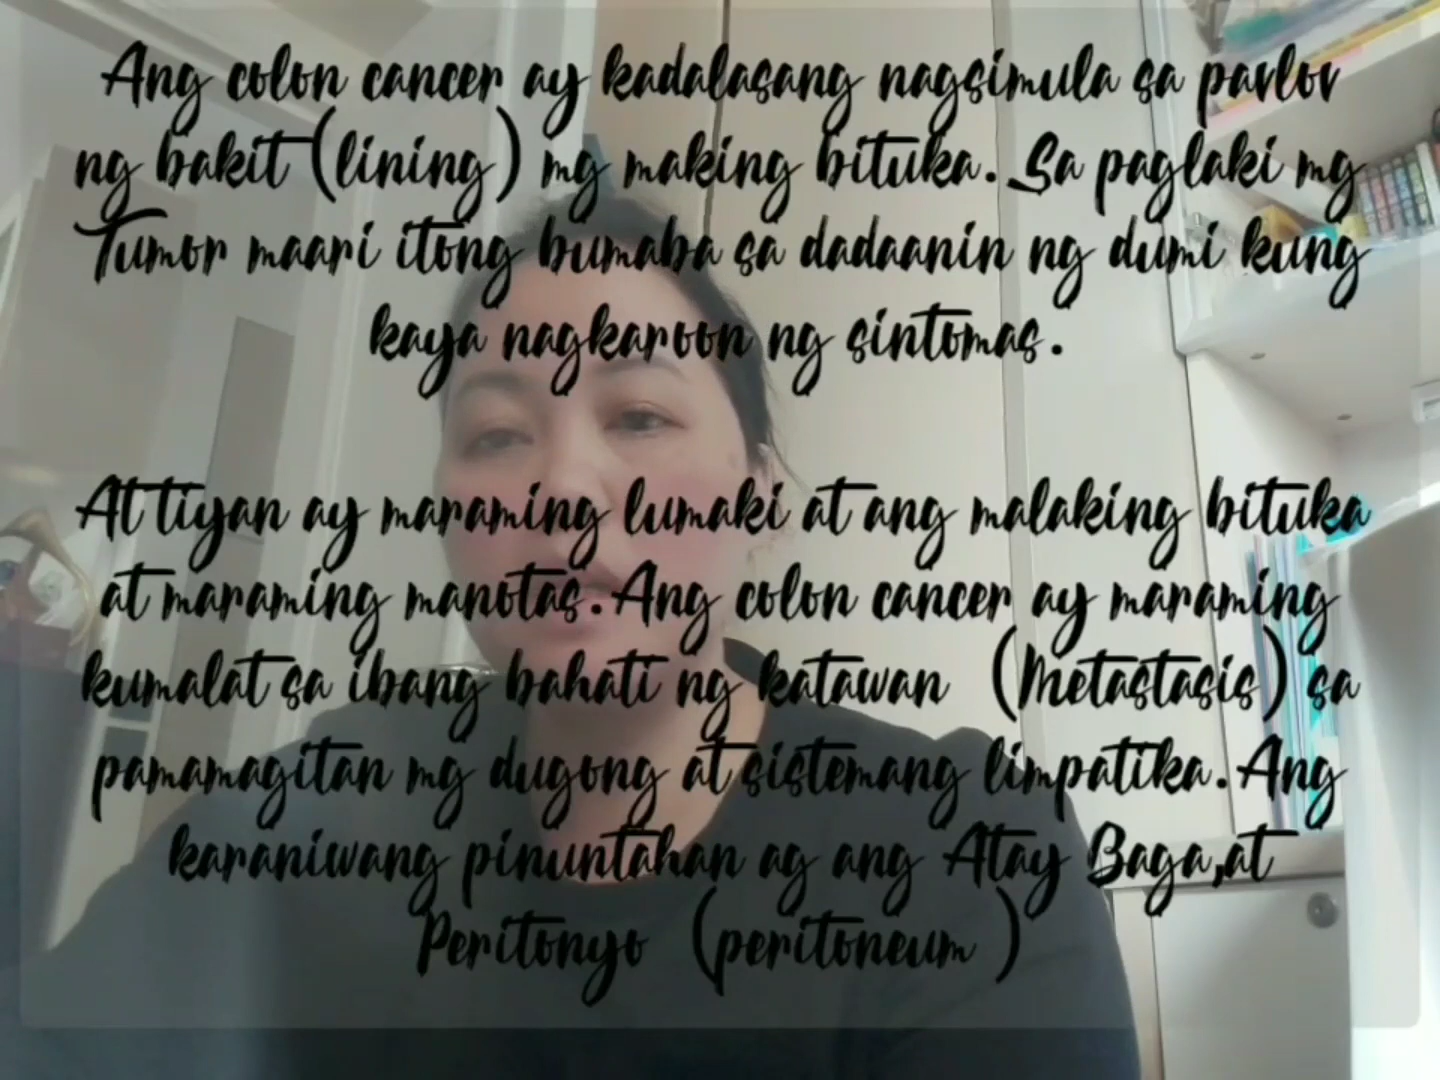 Ang colon cancer ay kadalasang nagsimula sa pavlov
ng bakit (lining) mg making bituka. Sa paglaki mg
Tumor maari itong bumaba sa dadaanin ng dumi kung
kaya nagkaroon ng sintomas.
At tiyan ay maraming lumaki at ang malaking bituka
at maraming manotas. Ang colon cancer ay maraming
kumalat sa ibang bahati ng katawan (Metastasis) sa
pamamagitan mg dugong at sistemang limpatika. Ang
karaniwang pinuntahan ag ang Atay Baga,at
Peritonyo (peritoneum )